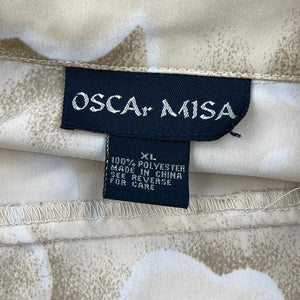 OSCAr MISA
XL
100% POLYESTER
MADE IN CHINA
SEE REVERSE
FOR CARE